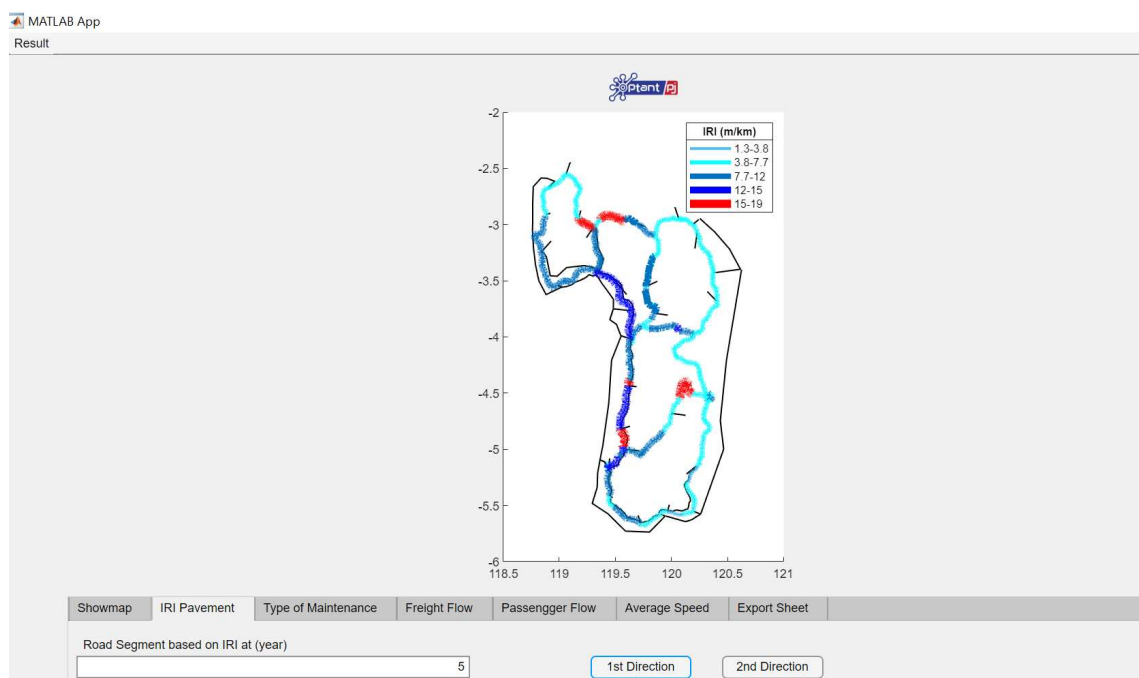 MATLAB App
Result
optant pj
-2
-2.5
-3
-3.5
-4
-4.5
-5
-5.5
-6
118.5 119 119.5 120 120.5 121
IRI (m/km)
1.3-3.8
3.8-7.7
7.7-12
12-15
15-19
Showmap IRI Pavement Type of Maintenance Freight Flow Passengger Flow Average Speed Export Sheet
Road Segment based on IRI at (year)
5 1st Direction 2nd Direction